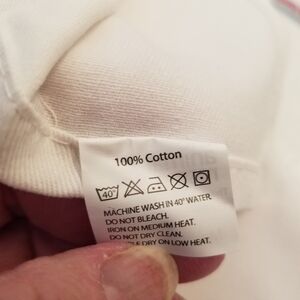 100% Cotton
40°
MACHINE WASH IN 40° WATER.
DO NOT BLEACH.
IRON ON MEDIUM HEAT.
DO NOT DRY CLEAN.
DRY ON LOW HEAT.